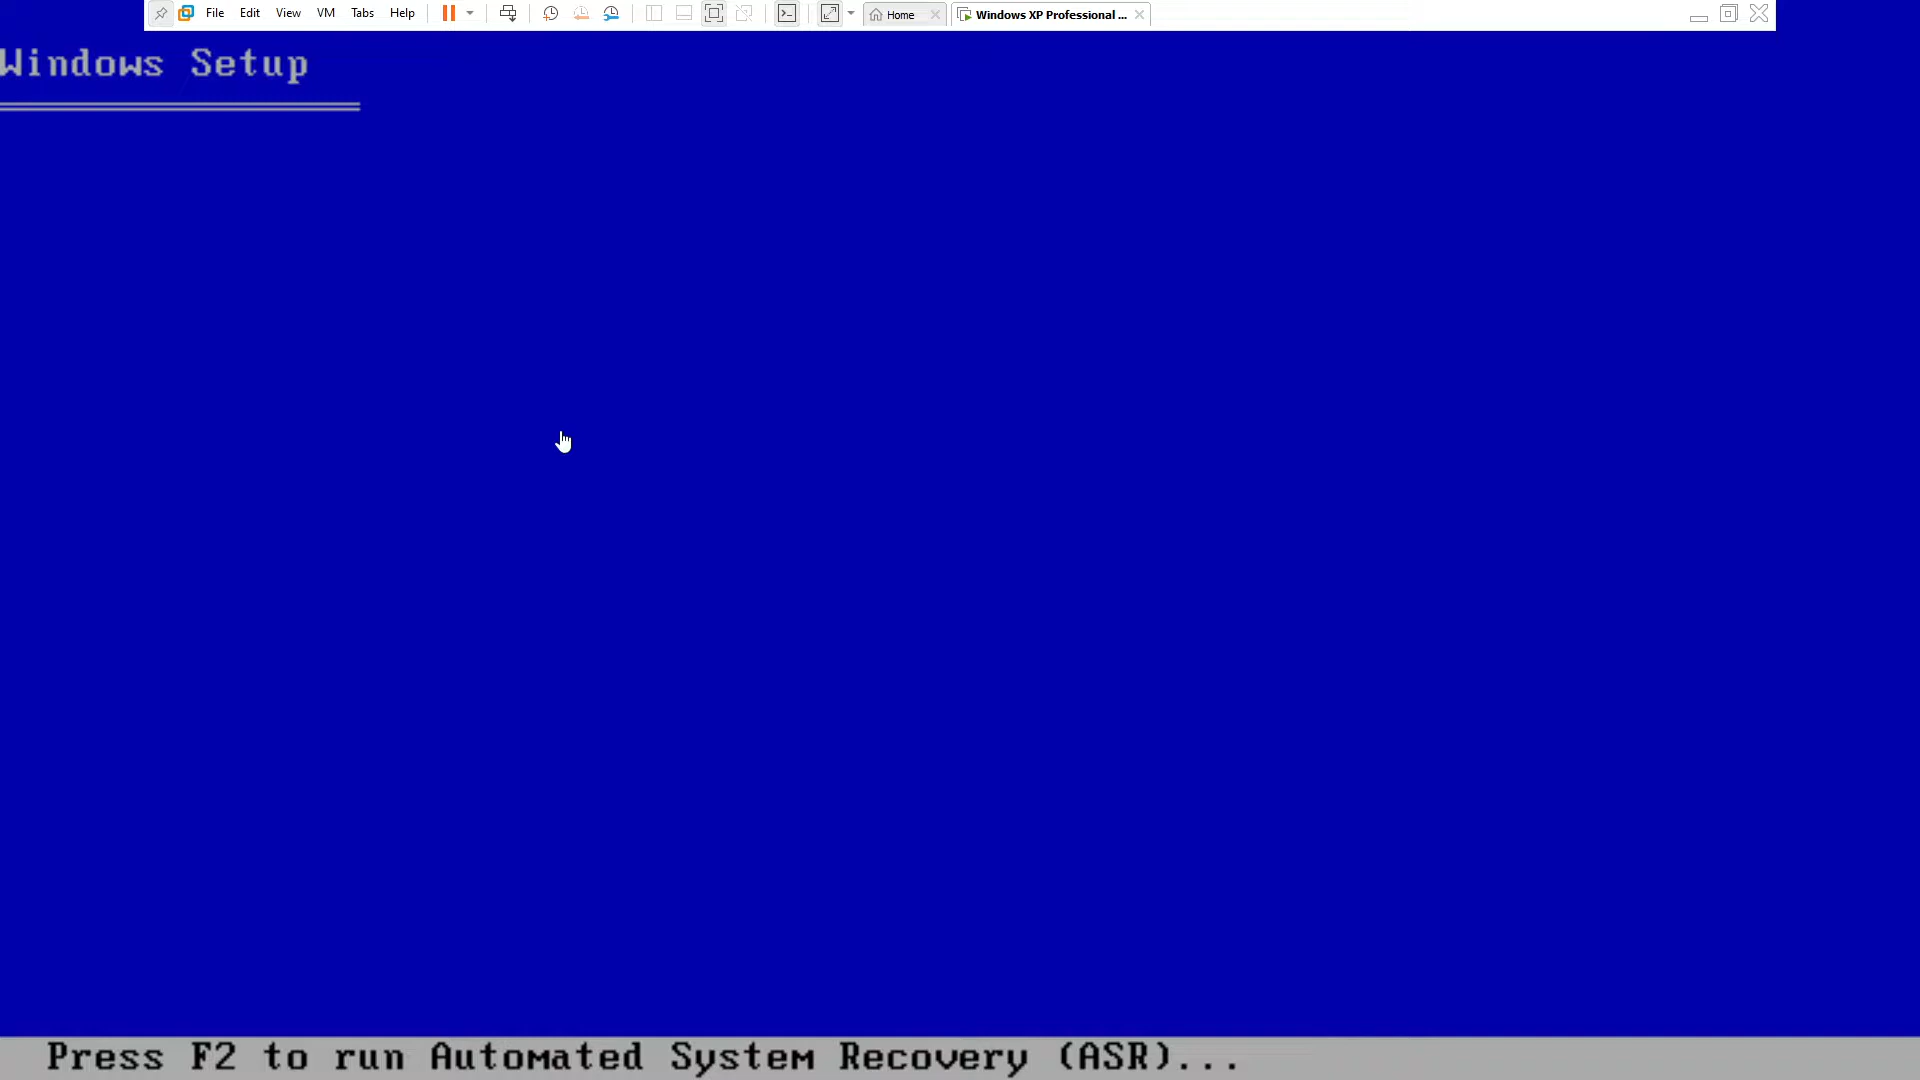 File Edit View VM Tabs Help Home Windows XP Professional ...
Windows Setup
Press F2 to run Automated System Recovery (ASR)...